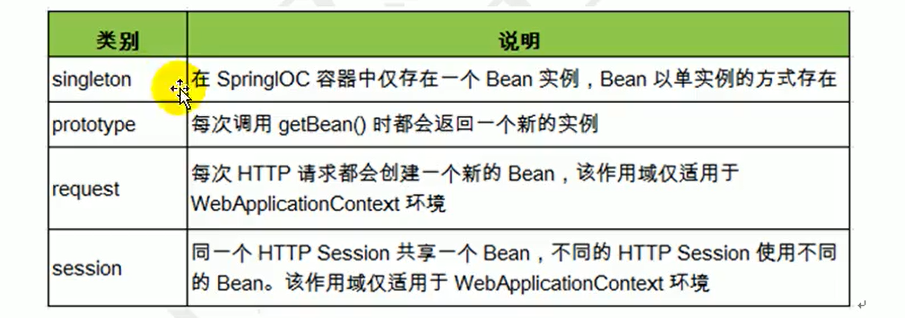 类别 说明
singleton 在 SpringIOC 容器中仅存在一个 Bean 实例，Bean 以单实例的方式存在
prototype 每次调用 getBean() 时都会返回一个新的实例
request 每次 HTTP 请求都会创建一个新的 Bean，该作用域仅适用于
WebApplicationContext 环境
session 同一个 HTTP Session 共享一个 Bean，不同的 HTTP Session 使用不同
的 Bean。该作用域仅适用于 WebApplicationContext 环境